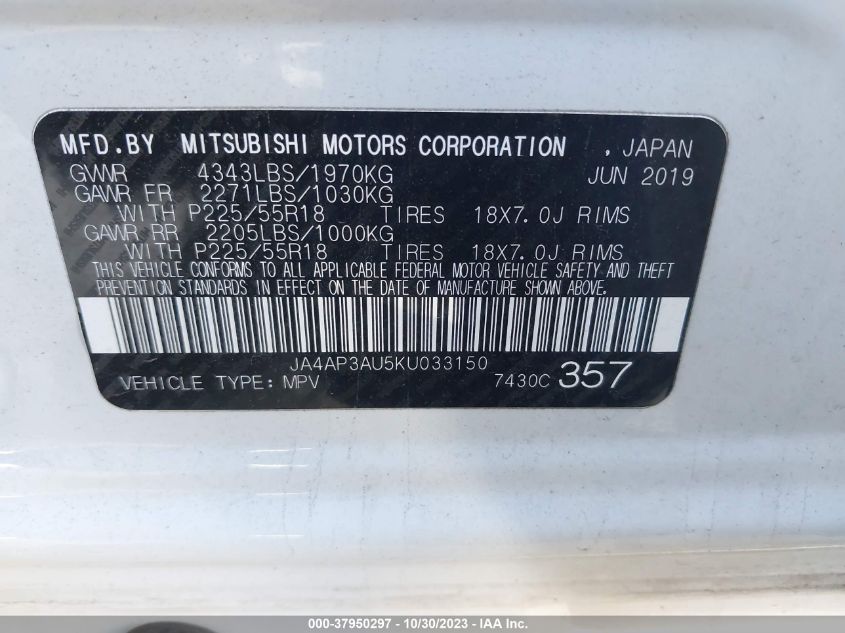 MFD.BY MITSUBISHI MOTORS CORPORATION , JAPAN
GVWR 4343LBS/1970KG JUN 2019
GAWR FR 2271LBS/1030KG
WITH P225/55R18 TIRES 18X7.0J RIMS
GAWR RR 2205LBS/1000KG
WITH P225/55R18 TIRES 18X7.0J RIMS
THIS VEHICLE CONFORMS TO ALL APPLICABLE FEDERAL MOTOR VEHICLE SAFETY AND THEFT
PREVENTION STANDARDS IN EFFECT ON THE DATE OF MANUFACTURE SHOWN ABOVE.
JA4AP3AU5KU033150
VEHICLE TYPE: MPV 7430C 357
000-37950297 - 10/30/2023 - IAA Inc.